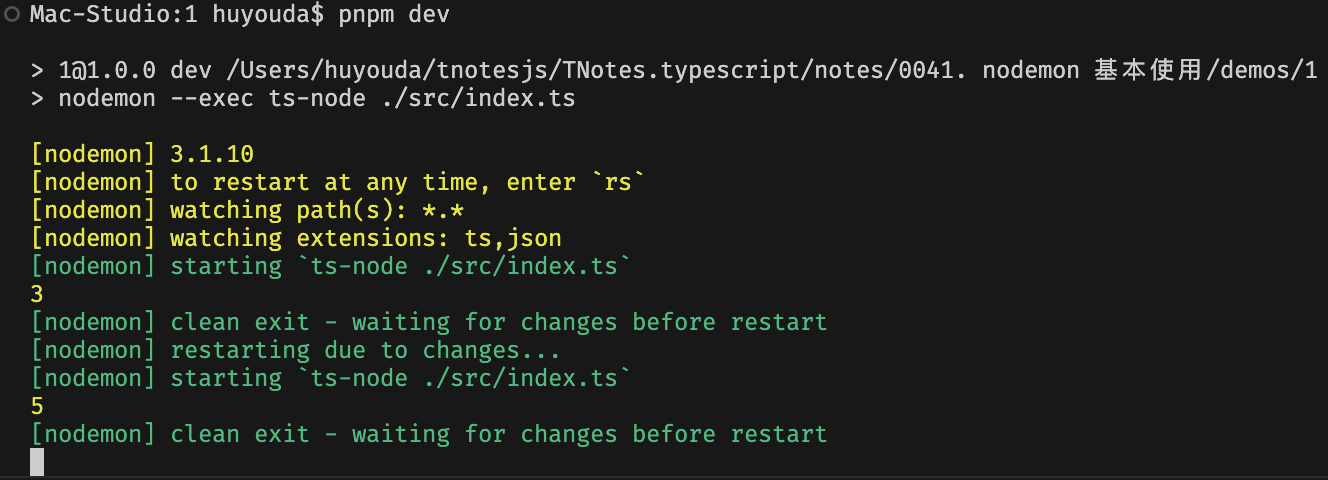 Mac-Studio:1 huyouda$ pnpm dev
> 1@1.0.0 dev /Users/huyouda/tnotesjs/TNotes.typescript/notes/0041. nodemon 基本使用/demos/1
> nodemon --exec ts-node ./src/index.ts
[nodemon] 3.1.10
[nodemon] to restart at any time, enter `rs`
[nodemon] watching path(s): *.*
[nodemon] watching extensions: ts,json
[nodemon] starting `ts-node ./src/index.ts`
3
[nodemon] clean exit - waiting for changes before restart
[nodemon] restarting due to changes...
[nodemon] starting `ts-node ./src/index.ts`
5
[nodemon] clean exit - waiting for changes before restart